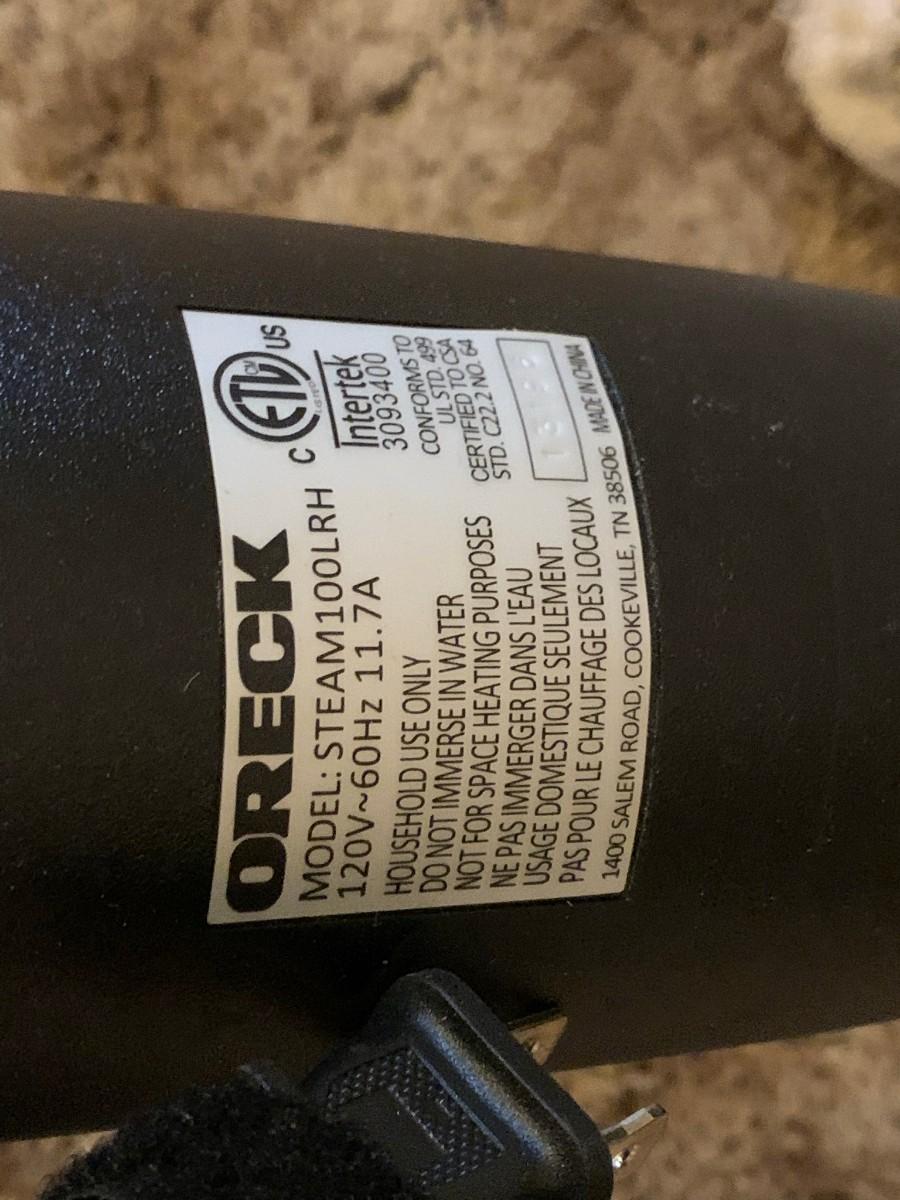 ORECK
MODEL: STEAM100LRH
120V~60Hz 11.7A
HOUSEHOLD USE ONLY
DO NOT IMMERSE IN WATER
NOT FOR SPACE HEATING PURPOSES
NE PAS IMMERGER DANS L'EAU
USAGE DOMESTIQUE SEULEMENT
PAS POUR LE CHAUFFAGE DES LOCAUX
1400 SALEM ROAD, COOKEVILLE, TN 38506 MADE IN CHINA
C ETL CM US
LISTED
Intertek
3093400
CONFORMS TO
UL STD. 499
CERTIFIED TO CSA
STD. C22.2 NO. 64